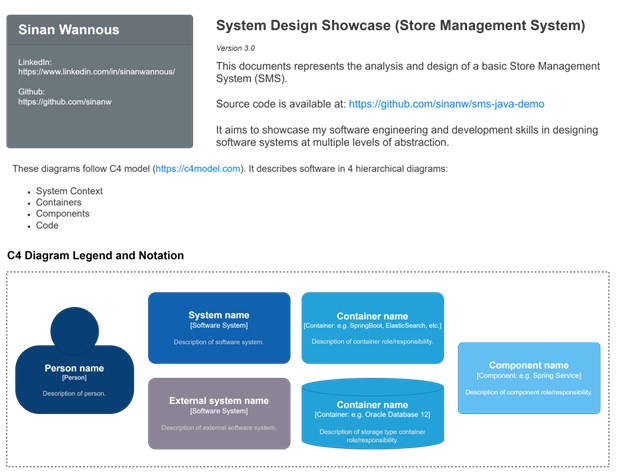 Sinan Wannous
LinkedIn:
https://www.linkedin.com/in/sinanwannous/
Github:
https://github.com/sinanw
System Design Showcase (Store Management System)
Version 3.0
This documents represents the analysis and design of a basic Store Management
System (SMS).
Source code is available at: https://github.com/sinanw/sms-java-demo
It aims to showcase my software engineering and development skills in designing
software systems at multiple levels of abstraction.
These diagrams follow C4 model (https://c4model.com). It describes software in 4 hierarchical diagrams:
• System Context
• Containers
• Components
• Code
C4 Diagram Legend and Notation
Person name
[Person]
Description of person.
System name
[Software System]
Description of software system.
External system name
[Software System]
Description of external software system.
Container name
[Container: e.g. SpringBoot, ElasticSearch, etc.]
Description of container role/responsibility.
Container name
[Container: e.g. Oracle Database 12]
Description of storage type container
role/responsibility.
Component name
[Component: e.g. Spring Service]
Description of component role/responsibility.